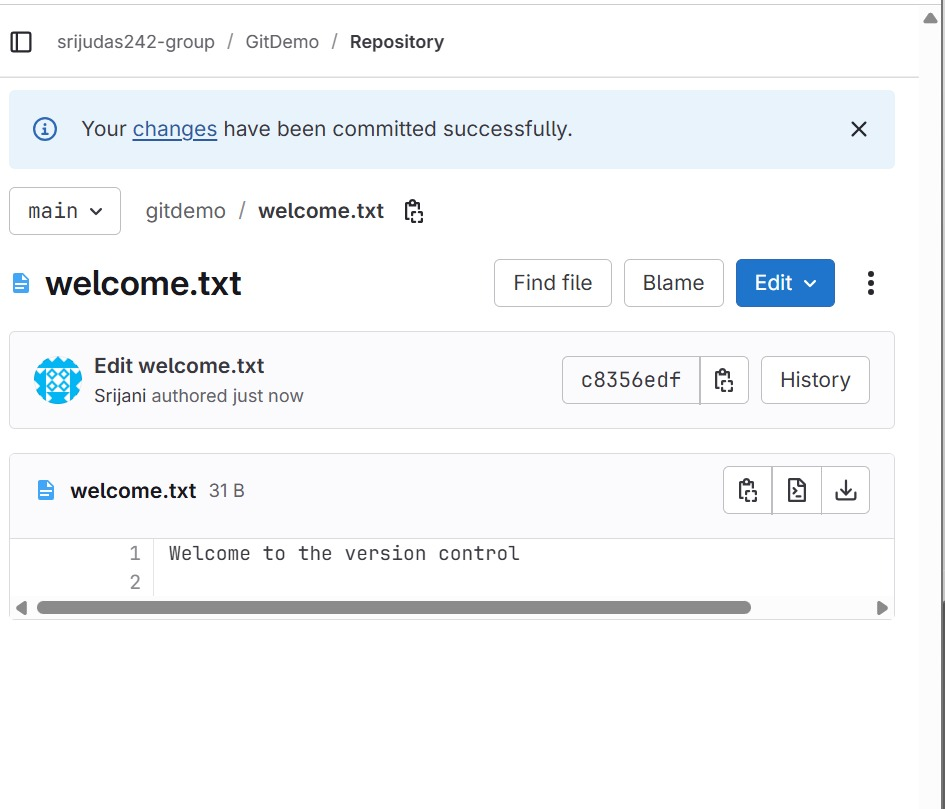 srijudas242-group / GitDemo / Repository
Your changes have been committed successfully.
main gitdemo / welcome.txt
welcome.txt Find file Blame Edit
Edit welcome.txt
Srijani authored just now
c8356edf History
welcome.txt 31 B
1 Welcome to the version control
2